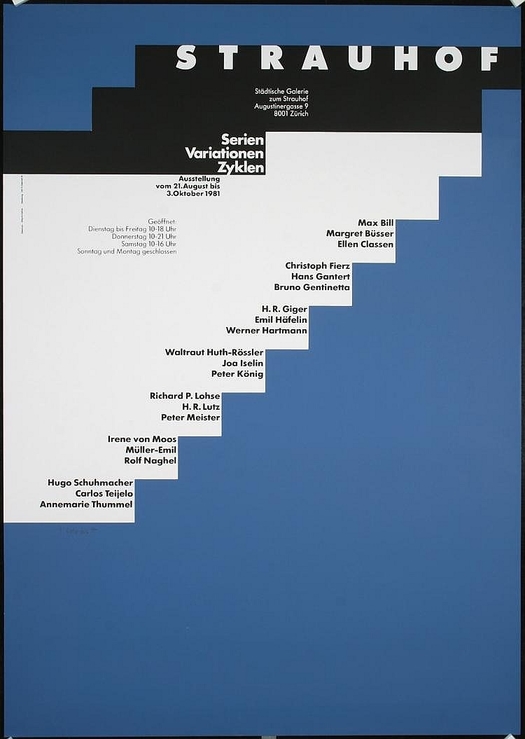 STRAUHOF
Städtische Galerie
zum Strauhof
Augustinergasse 9
8001 Zürich
Serien
Variationen
Zyklen
Ausstellung
vom 21. August bis
3. Oktober 1981
Geöffnet:
Dienstag bis Freitag 10-18 Uhr
Donnerstag 10-21 Uhr
Samstag 10-16 Uhr
Sonntag und Montag geschlossen
Max Bill
Margret Büsser
Ellen Classen
Christoph Fierz
Hans Gantert
Bruno Gentinetta
H. R. Giger
Emil Häfelin
Werner Hartmann
Waltraut Huth-Rössler
Joa Iselin
Peter König
Richard P. Lohse
H. R. Lutz
Peter Meister
Irene von Moos
Müller-Emil
Rolf Naghel
Hugo Schuhmacher
Carlos Teijelo
Annemarie Thummel